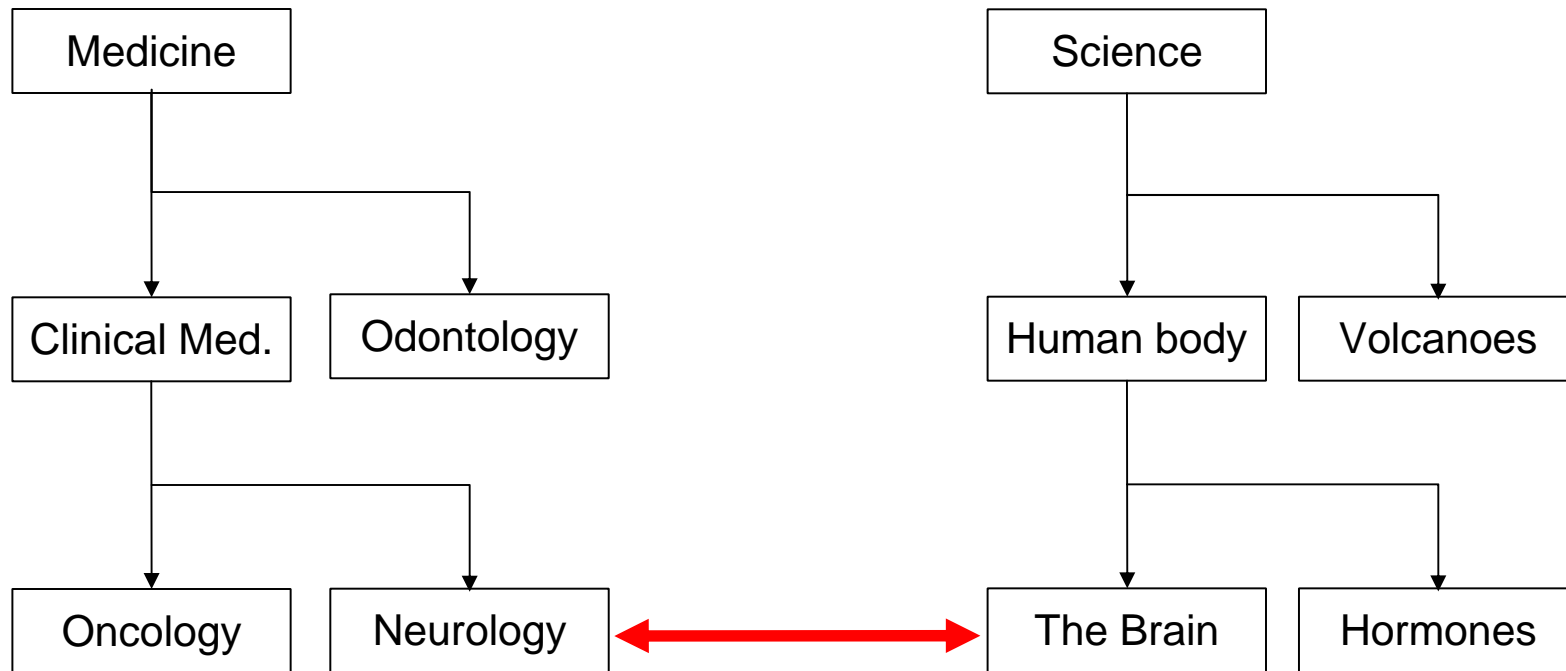 Medicine
Science
Clinical Med.
Odontology
Human body
Volcanoes
Oncology
Neurology
The Brain
Hormones